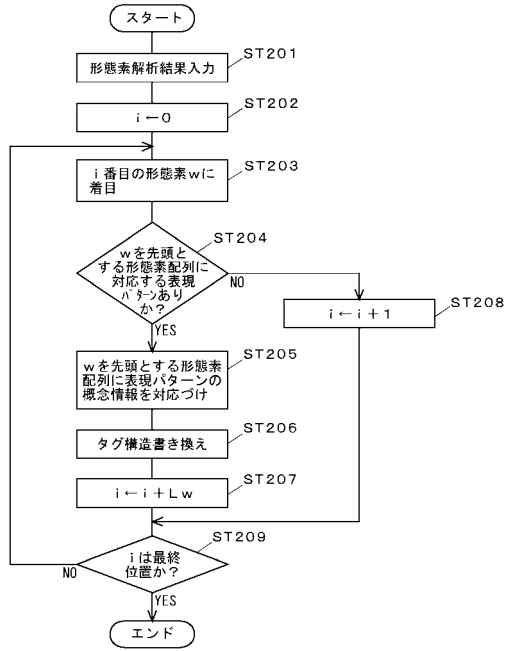 スタート
ST201
形態素解析結果入力
ST202
i←0
ST203
i番目の形態素wに
着目
ST204
wを先頭と
する形態素配列に
対応する表現
パターンあり
か？
NO
YES
ST208
i←i+1
ST205
wを先頭とする形態素
配列に表現パターンの
概念情報を対応づけ
ST206
タグ構造書き換え
ST207
i←i+Lw
ST209
iは最終
位置か？
NO
YES
エンド